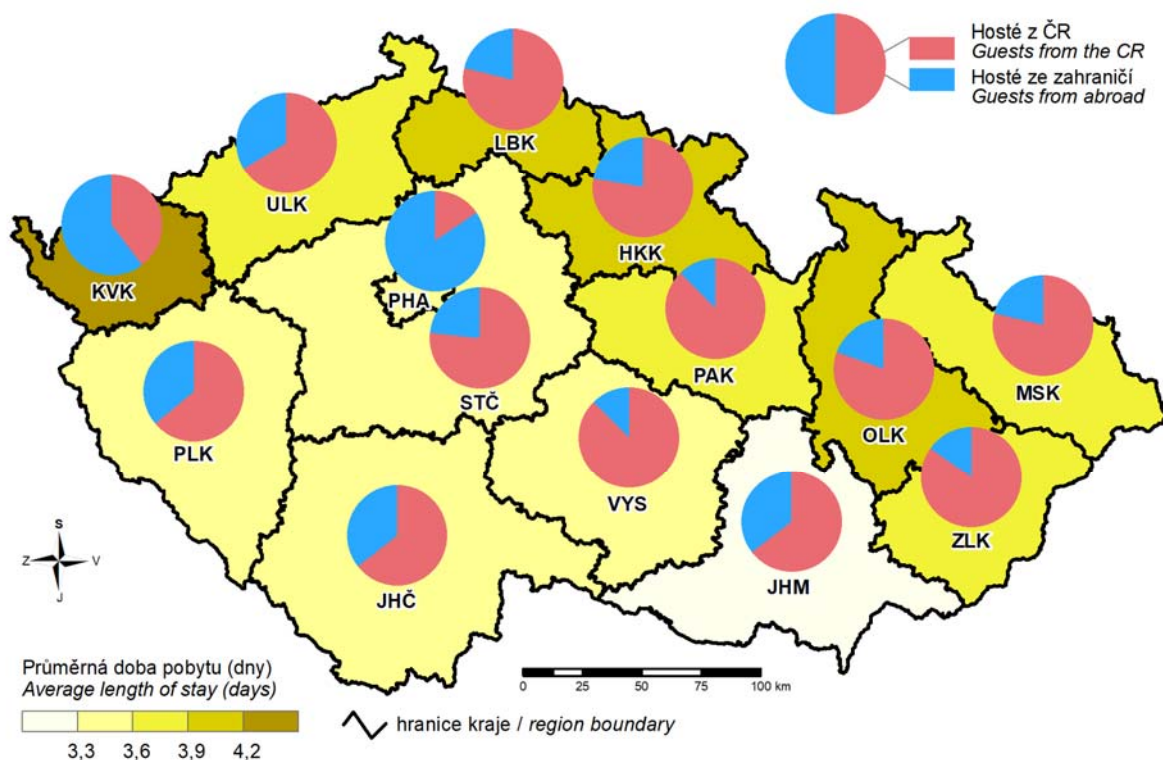 Hosté z ČR
Guests from the CR
Hosté ze zahraničí
Guests from abroad
LBK
ULK
HKK
KVK
PHA
PAK
MSK
STČ
OLK
PLK
VYS
ZLK
JHČ
JHM
S
Z V
J
Průměrná doba pobytu (dny)
Average length of stay (days)
3,3 3,6 3,9 4,2
0 25 50 75 100 km
hranice kraje / region boundary